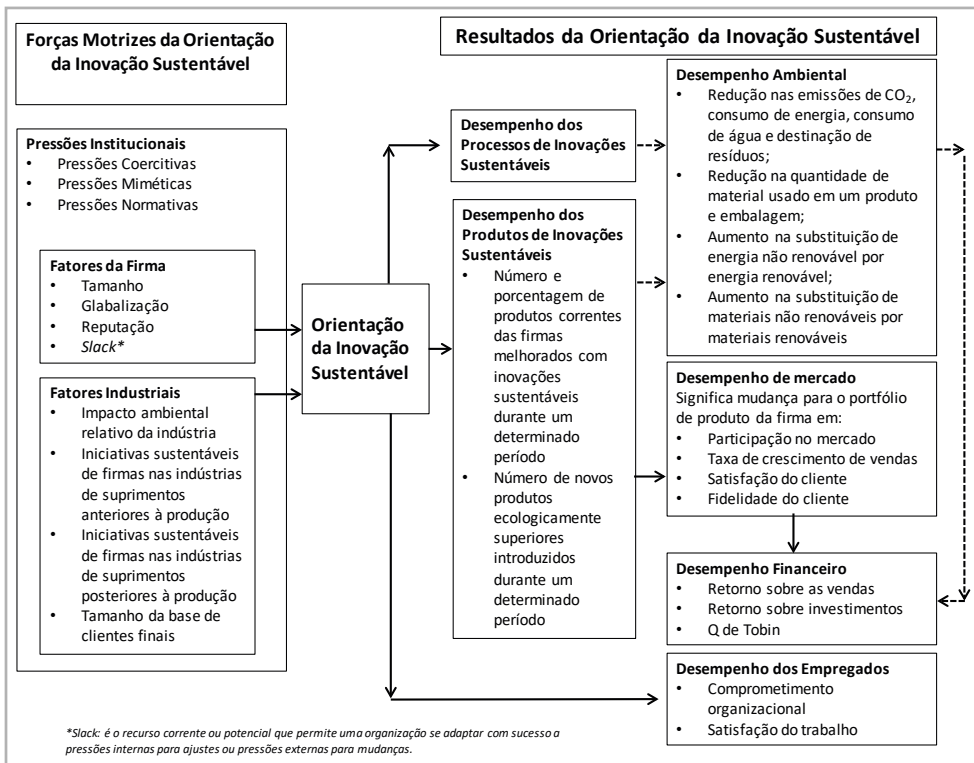 Forças Motrizes da Orientação
da Inovação Sustentável
Resultados da Orientação da Inovação Sustentável
Pressões Institucionais
• Pressões Coercitivas
• Pressões Miméticas
• Pressões Normativas
Fatores da Firma
• Tamanho
• Glabalização
• Reputação
• Slack*
Fatores Industriais
• Impacto ambiental
relativo da indústria
• Iniciativas sustentáveis
de firmas nas indústrias
de suprimentos
anteriores à produção
• Iniciativas sustentáveis
de firmas nas indústrias
de suprimentos
posteriores à produção
• Tamanho da base de
clientes finais
Orientação
da Inovação
Sustentável
Desempenho dos
Processos de Inovações
Sustentáveis
Desempenho dos
Produtos de Inovações
Sustentáveis
• Número e
porcentagem de
produtos correntes
das firmas
melhorados com
inovações
sustentáveis
durante um
determinado
período
• Número de novos
produtos
ecologicamente
superiores
introduzidos
durante um
determinado
período
Desempenho Ambiental
• Redução nas emissões de CO₂,
consumo de energia, consumo
de água e destinação de
resíduos;
• Redução na quantidade de
material usado em um produto
e embalagem;
• Aumento na substituição de
energia não renovável por
energia renovável;
• Aumento na substituição de
materiais não renováveis por
materiais renováveis
Desempenho de mercado
Significa mudança para o portfólio
de produto da firma em:
• Participação no mercado
• Taxa de crescimento de vendas
• Satisfação do cliente
• Fidelidade do cliente
Desempenho Financeiro
• Retorno sobre as vendas
• Retorno sobre investimentos
• Q de Tobin
Desempenho dos Empregados
• Comprometimento
organizacional
• Satisfação do trabalho
*Slack: é o recurso corrente ou potencial que permite uma organização se adaptar com sucesso a
pressões internas para ajustes ou pressões externas para mudanças.